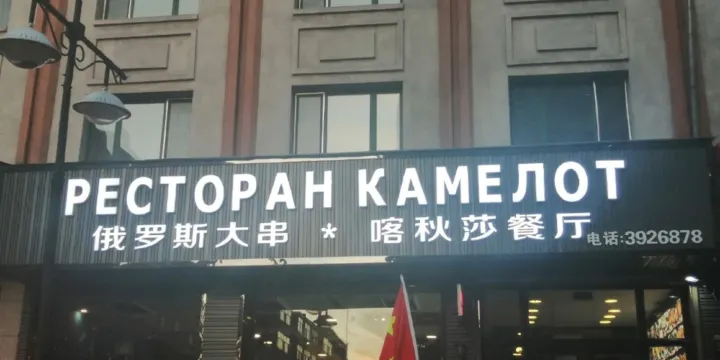 РЕСТОРАН КАМЕЛОТ
俄罗斯大串 * 喀秋莎餐厅
电话:3926878